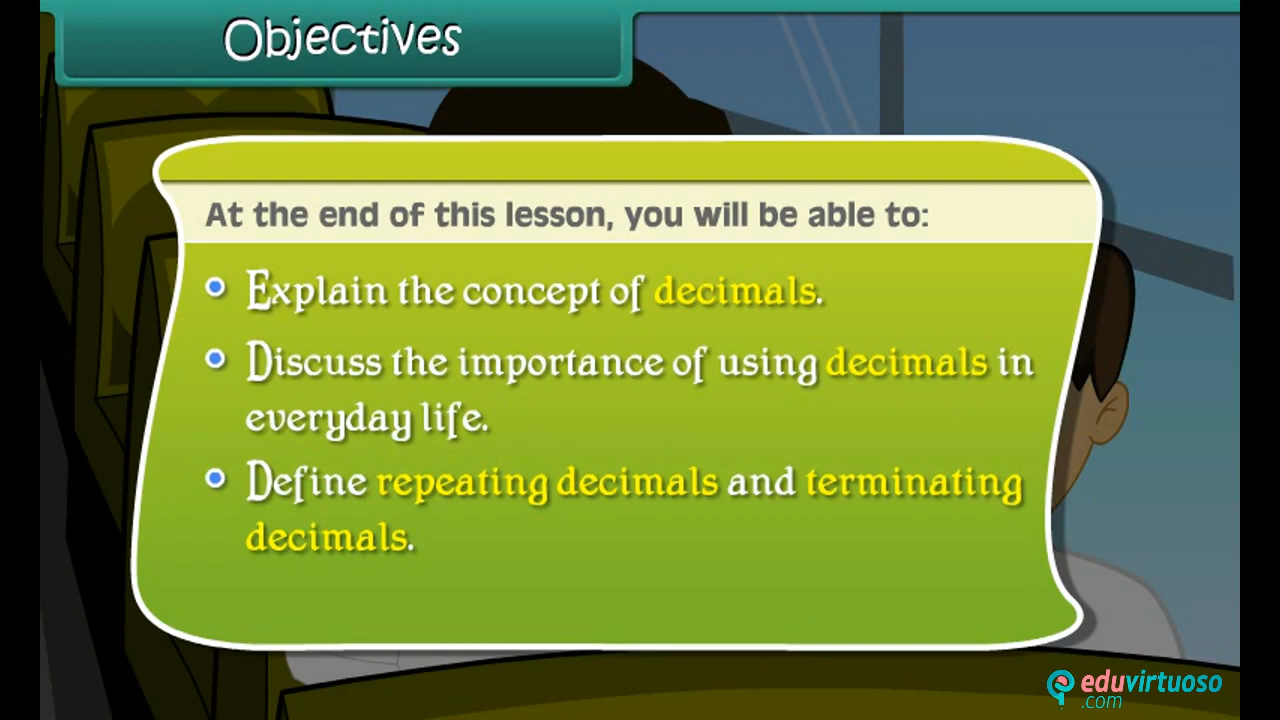 Objectives
At the end of this lesson, you will be able to:
Explain the concept of decimals.
Discuss the importance of using decimals in
everyday life.
Define repeating decimals and terminating
decimals.
eduvirtuoso
.com